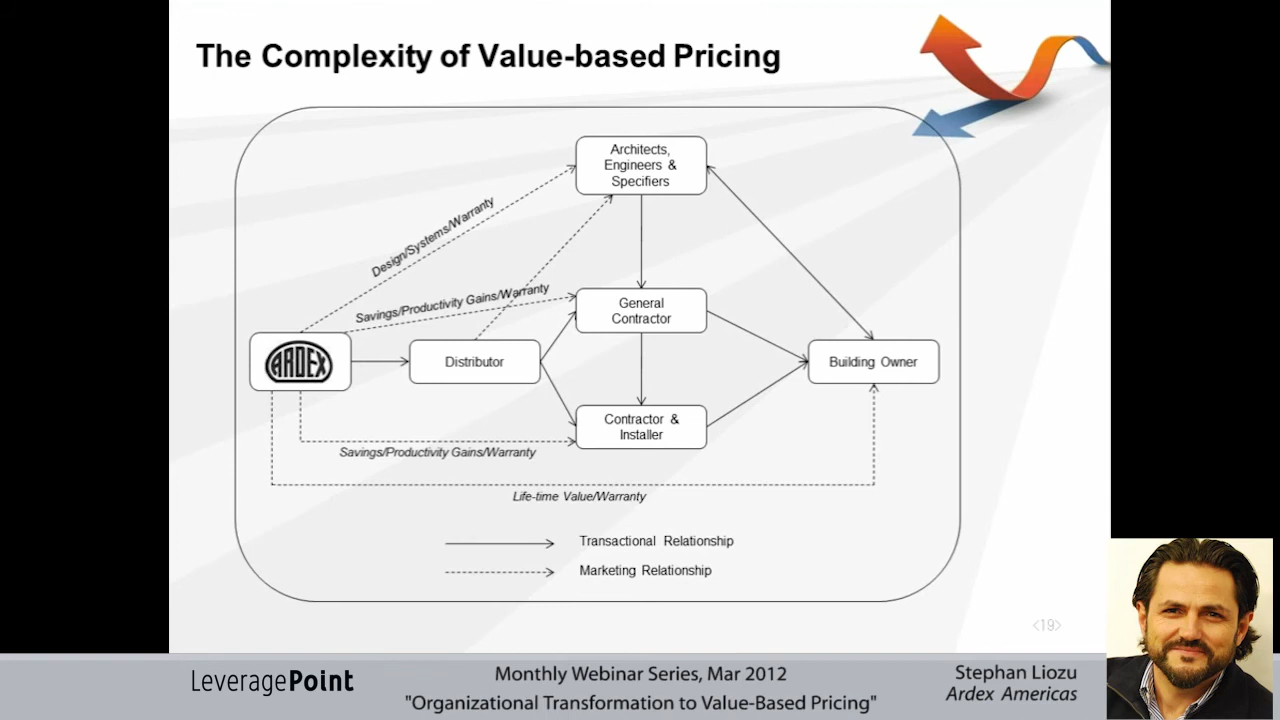 The Complexity of Value-based Pricing
Architects,
Engineers &
Specifiers
Design/Systems/Warranty
Savings/Productivity Gains/Warranty
General
Contractor
ARDEX
Distributor
Building Owner
Contractor &
Installer
Savings/Productivity Gains/Warranty
Life-time Value/Warranty
Transactional Relationship
Marketing Relationship
<19>
LeveragePoint
Monthly Webinar Series, Mar 2012
"Organizational Transformation to Value-Based Pricing"
Stephan Liozu
Ardex Americas